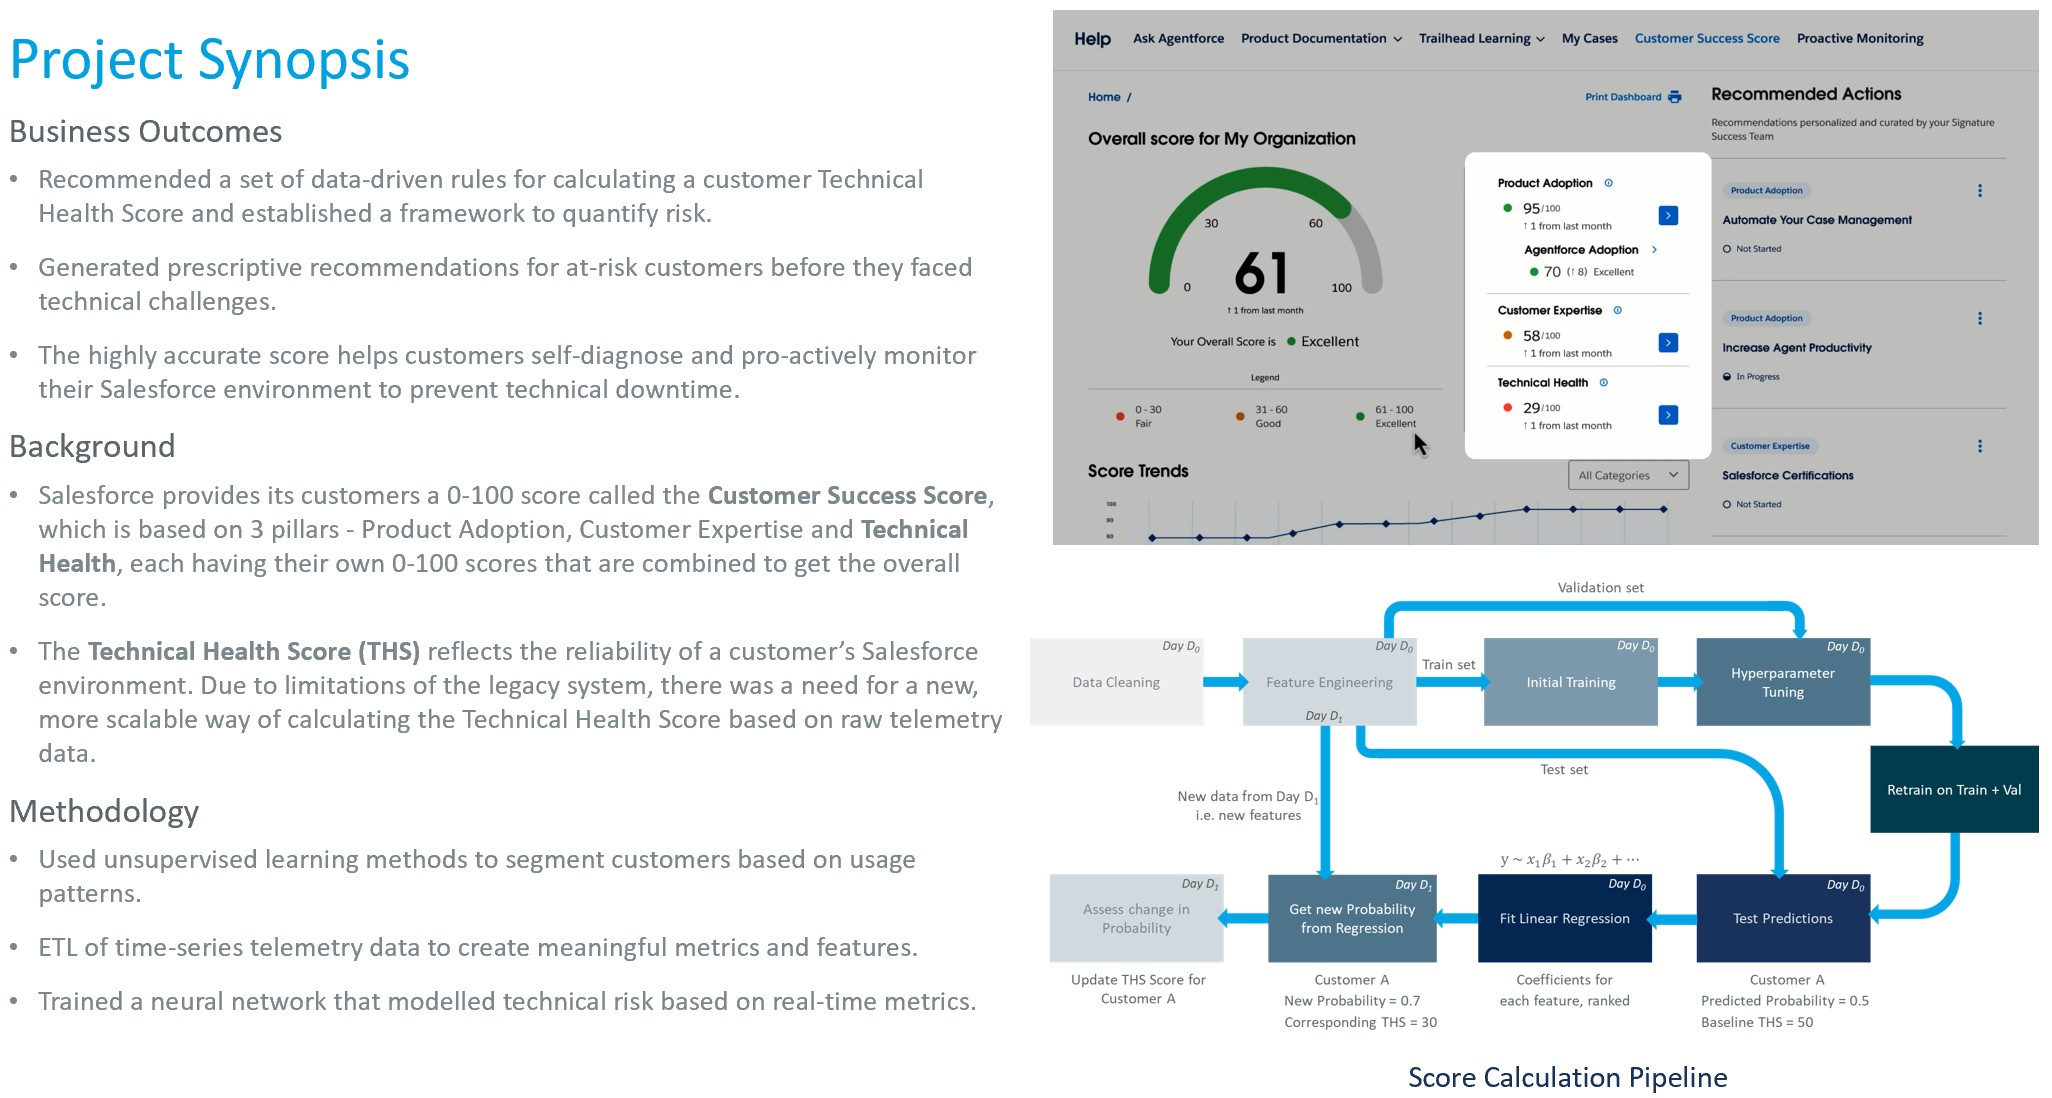 Project Synopsis
Business Outcomes
• Recommended a set of data-driven rules for calculating a customer Technical
Health Score and established a framework to quantify risk.
• Generated prescriptive recommendations for at-risk customers before they faced
technical challenges.
• The highly accurate score helps customers self-diagnose and pro-actively monitor
their Salesforce environment to prevent technical downtime.
Background
• Salesforce provides its customers a 0-100 score called the Customer Success Score,
which is based on 3 pillars - Product Adoption, Customer Expertise and Technical
Health, each having their own 0-100 scores that are combined to get the overall
score.
• The Technical Health Score (THS) reflects the reliability of a customer’s Salesforce
environment. Due to limitations of the legacy system, there was a need for a new,
more scalable way of calculating the Technical Health Score based on raw telemetry
data.
Methodology
• Used unsupervised learning methods to segment customers based on usage
patterns.
• ETL of time-series telemetry data to create meaningful metrics and features.
• Trained a neural network that modelled technical risk based on real-time metrics.
Help Ask Agentforce Product Documentation Trailhead Learning My Cases Customer Success Score Proactive Monitoring
Home /
Print Dashboard
Overall score for My Organization
30
60
0
61
100
↑ 1 from last month
Your Overall Score is Excellent
Legend
0 - 30
Fair
31 - 60
Good
61 - 100
Excellent
Product Adoption
95/100
↑ 1 from last month
Agentforce Adoption
70 (↑ 8) Excellent
Customer Expertise
58/100
↑ 1 from last month
Technical Health
29/100
↑ 1 from last month
Score Trends
All Categories
100
90
80
Recommended Actions
Recommendations personalized and curated by your Signature
Success Team
Product Adoption
Automate Your Case Management
Not Started
Product Adoption
Increase Agent Productivity
In Progress
Customer Expertise
Salesforce Certifications
Not Started
Validation set
Day D₀
Data Cleaning
Day D₀
Feature Engineering
Day D₁
Train set
Day D₀
Initial Training
Day D₀
Hyperparameter
Tuning
Retrain on Train + Val
Test set
New data from Day D₁
i.e. new features
Day D₀
Test Predictions
Customer A
Predicted Probability = 0.5
Baseline THS = 50
y ~ x₁β₁ + x₂β₂ + ⋯
Day D₀
Fit Linear Regression
Coefficients for
each feature, ranked
Day D₁
Get new Probability
from Regression
Customer A
New Probability = 0.7
Corresponding THS = 30
Day D₁
Assess change in
Probability
Update THS Score for
Customer A
Score Calculation Pipeline